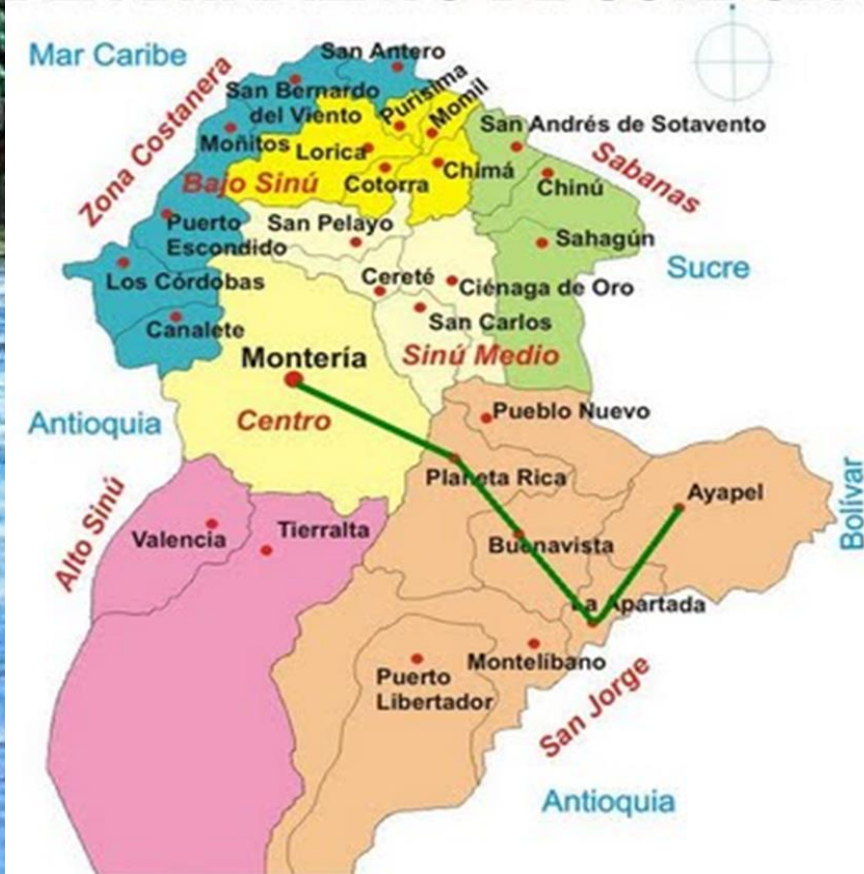 Mar Caribe
San Antero
Zona Costanera
San Bernardo
del Viento
Purísima
Momil
Moñitos
Lorica
San Andrés de Sotavento
Sabanas
Bajo Sinú
Cotorra
Chimá
Chinú
Puerto
Escondido
San Pelayo
Sahagún
Sucre
Los Córdobas
Cereté
Ciénaga de Oro
Canalete
San Carlos
Montería
Sinú Medio
Antioquia
Centro
Pueblo Nuevo
Planeta Rica
Ayapel
Bolívar
Alto Sinú
Valencia
Tierralta
Buenavista
La Apartada
Puerto
Libertador
Montelíbano
San Jorge
Antioquia